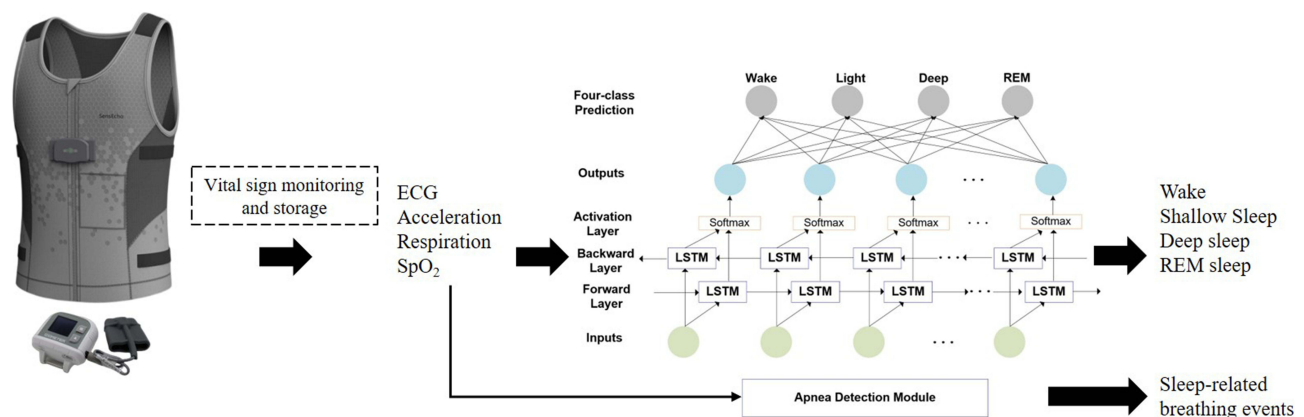 SensEcho
Vital sign monitoring
and storage
ECG
Acceleration
Respiration
SpO₂
Four-class
Prediction
Wake
Light
Deep
REM
Outputs
. . .
Activation
Layer
Softmax
Softmax
Softmax
. . .
Softmax
Backward
Layer
LSTM
LSTM
LSTM
. . .
LSTM
Forward
Layer
LSTM
LSTM
LSTM
. . .
LSTM
Inputs
. . .
Apnea Detection Module
Wake
Shallow Sleep
Deep sleep
REM sleep
Sleep-related
breathing events